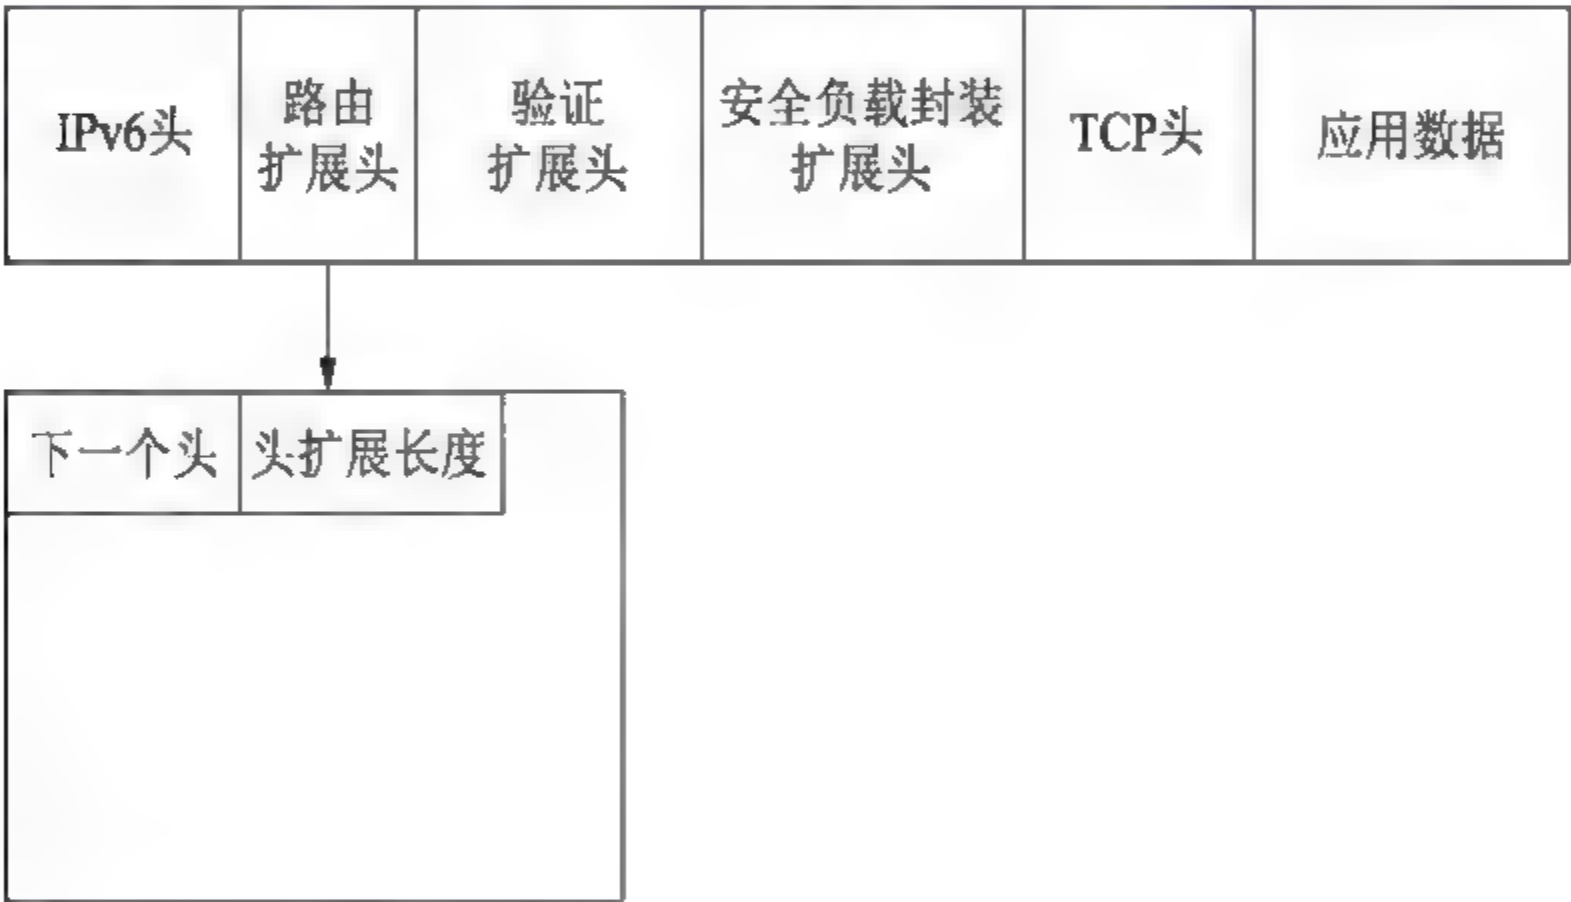 IPv6头
路由
扩展头
验证
扩展头
安全负载封装
扩展头
TCP头
应用数据
下一个头
头扩展长度